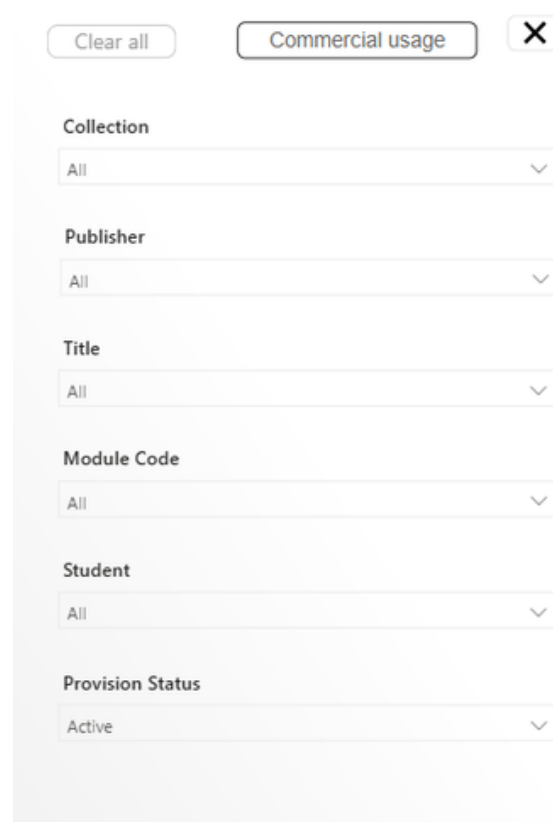 Clear all
Commercial usage
Collection
All
Publisher
All
Title
All
Module Code
All
Student
All
Provision Status
Active